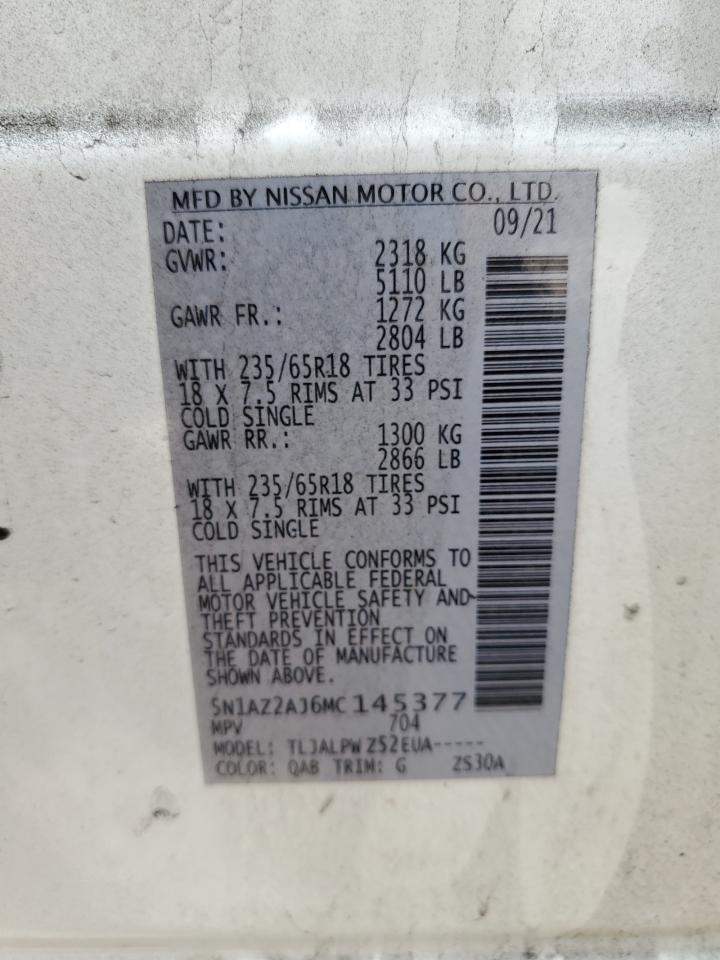 MFD BY NISSAN MOTOR CO., LTD.
DATE: 09/21
GVWR: 2318 KG
5110 LB
GAWR FR.: 1272 KG
2804 LB
WITH 235/65R18 TIRES
18 X 7.5 RIMS AT 33 PSI
COLD SINGLE
GAWR RR.: 1300 KG
2866 LB
WITH 235/65R18 TIRES
18 X 7.5 RIMS AT 33 PSI
COLD SINGLE
THIS VEHICLE CONFORMS TO
ALL APPLICABLE FEDERAL
MOTOR VEHICLE SAFETY AND
THEFT PREVENTION
STANDARDS IN EFFECT ON
THE DATE OF MANUFACTURE
SHOWN ABOVE.
5N1AZ2AJ6MC145377
MPV 704
MODEL: TLJALPWZ52EUA-----
COLOR: QAB TRIM: G ZS30A